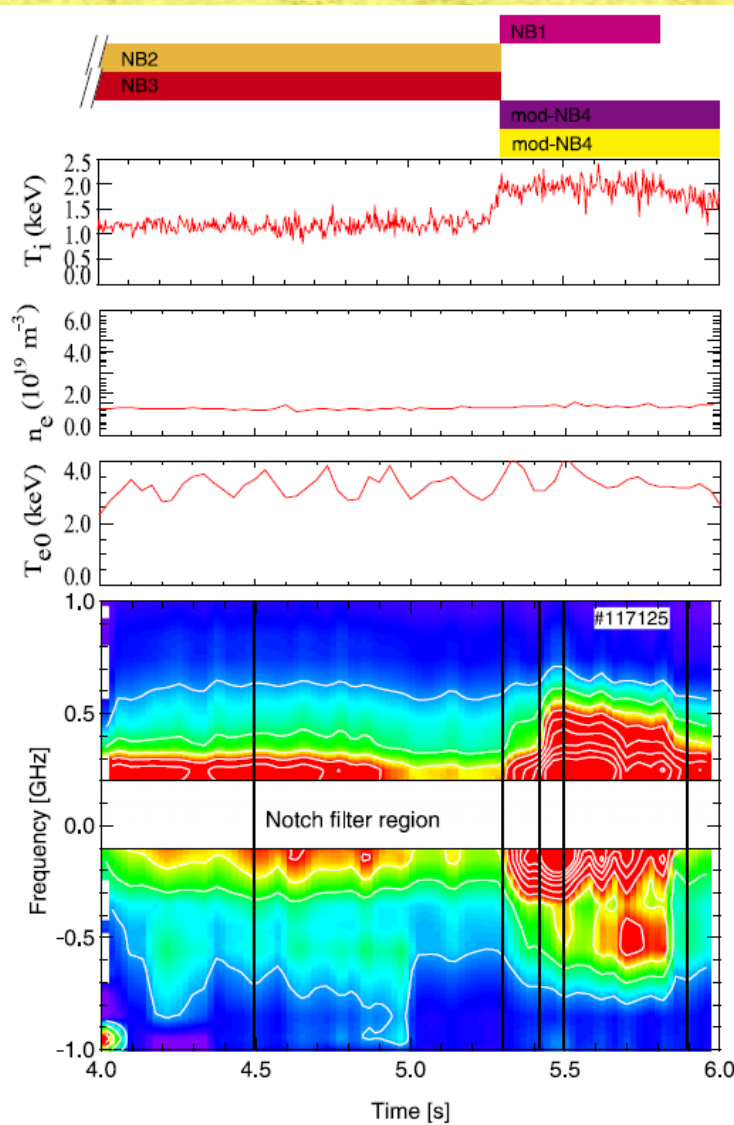 NB1
NB2
NB3
mod-NB4
mod-NB4
T_i (keV)
2.5
2.0
1.5
1.0
0.5
0.0
n_e (10^19 m^-3)
6.0
4.0
2.0
0.0
T_e0 (keV)
4.0
2.0
0.0
#117125
Frequency [GHz]
1.0
0.5
0.0
-0.5
-1.0
Notch filter region
4.0 4.5 5.0 5.5 6.0
Time [s]